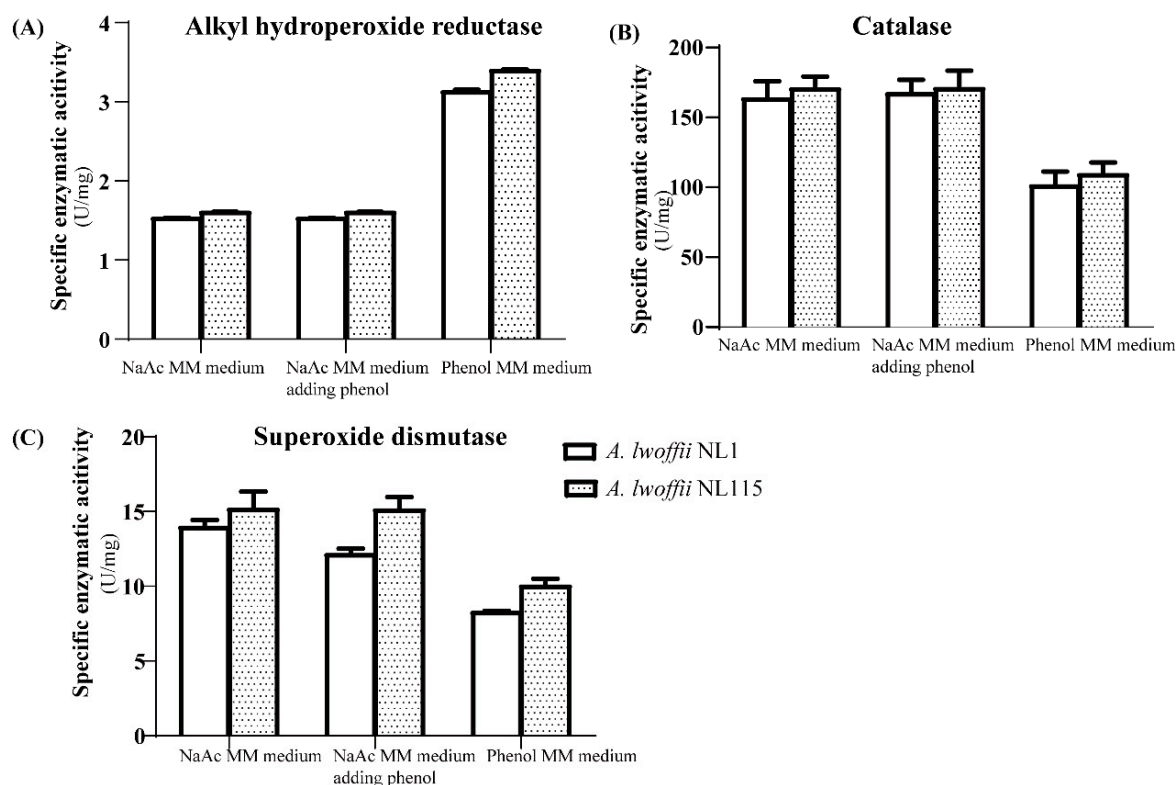 (A)
Alkyl hydroperoxide reductase
Specific enzymatic acitivity
(U/mg)
4
3
2
1
0
NaAc MM medium
NaAc MM medium
adding phenol
Phenol MM medium
(B)
Catalase
Specific enzymatic acitivity
(U/mg)
200
150
100
50
0
NaAc MM medium
NaAc MM medium
adding phenol
Phenol MM medium
(C)
Superoxide dismutase
Specific enzymatic acitivity
(U/mg)
20
15
10
5
0
NaAc MM medium
NaAc MM medium
adding phenol
Phenol MM medium
A. lwoffii NL1
A. lwoffii NL115